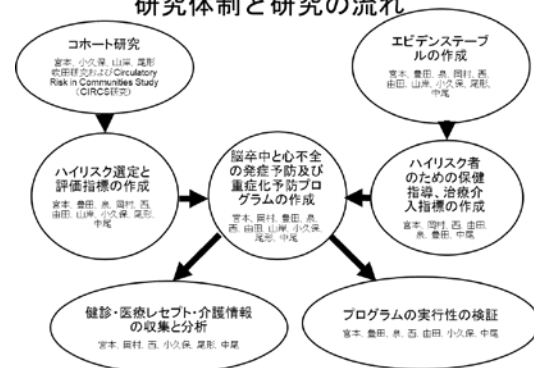 研究体制と研究の流れ
コホート研究
宮本, 小久保, 山岸, 尾形
吹田研究およびCirculatory
Risk in Communities Study
(CIRCS研究)
エビデンステーブ
ルの作成
宮本, 豊田, 泉, 岡村, 西,
由田, 山岸, 小久保, 尾形,
中尾
ハイリスク選定と
評価指標の作成
宮本, 豊田, 泉, 岡村, 西,
由田, 山岸, 小久保, 尾形,
中尾
脳卒中と心不全
の発症予防及び
重症化予防プロ
グラムの作成
宮本, 岡村, 豊田, 泉,
西, 由田, 山岸, 小久保,
尾形, 中尾
ハイリスク者
のための保健
指導、治療介
入指標の作成
宮本, 岡村, 西, 由田,
泉, 豊田, 中尾
健診・医療レセプト・介護情報
の収集と分析
宮本, 岡村, 西, 小久保, 尾形, 中尾
プログラムの実行性の検証
宮本, 豊田, 泉, 西, 由田, 小久保, 中尾